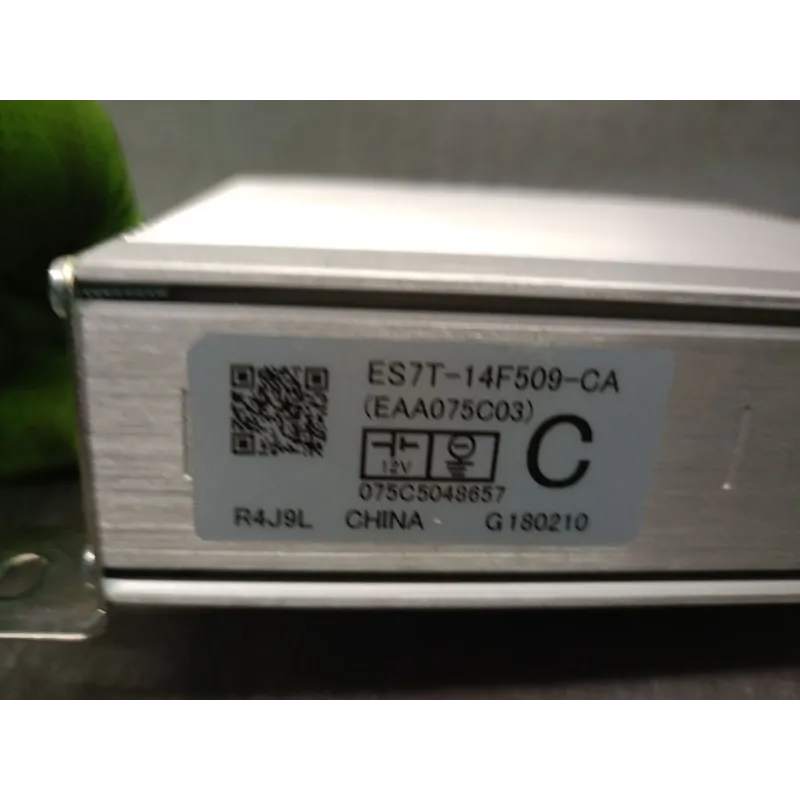 ES7T-14F509-CA
(EAA075C03)
C
12V
075C5048657
R4J9L CHINA G180210